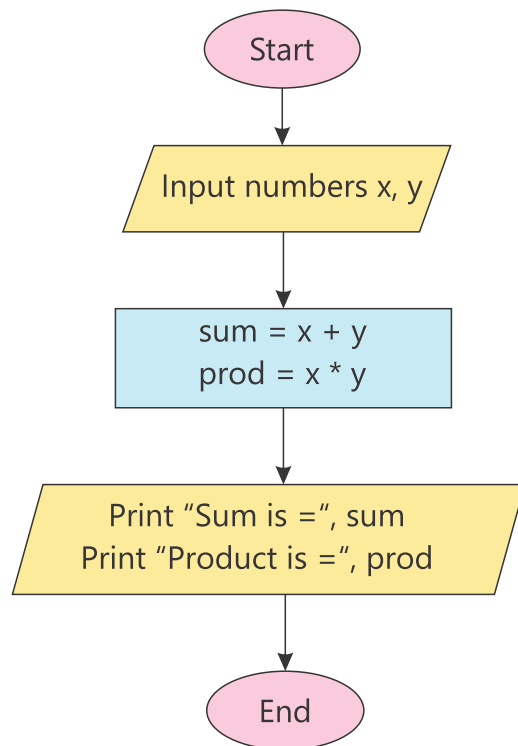 Start
Input numbers x, y
sum = x + y
prod = x * y
Print “Sum is =“, sum
Print “Product is =“, prod
End